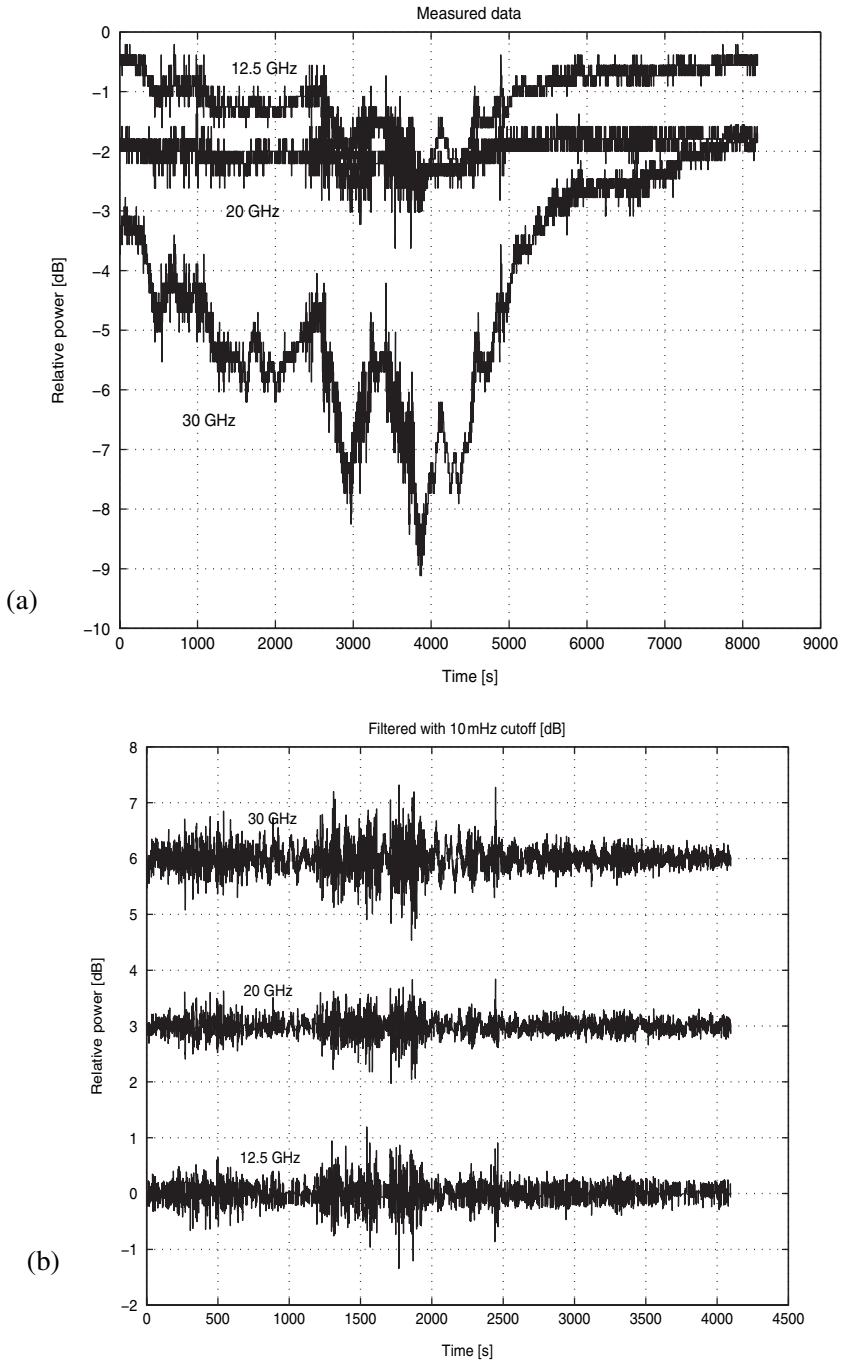 Measured data
0
−1
−2
−3
−4
−5
−6
−7
−8
−9
−10
Relative power [dB]
12.5 GHz
20 GHz
30 GHz
0 1000 2000 3000 4000 5000 6000 7000 8000 9000
Time [s]
(a)
Filtered with 10 mHz cutoff [dB]
8
7
6
5
4
3
2
1
0
−1
−2
Relative power [dB]
30 GHz
20 GHz
12.5 GHz
0 500 1000 1500 2000 2500 3000 3500 4000 4500
Time [s]
(b)